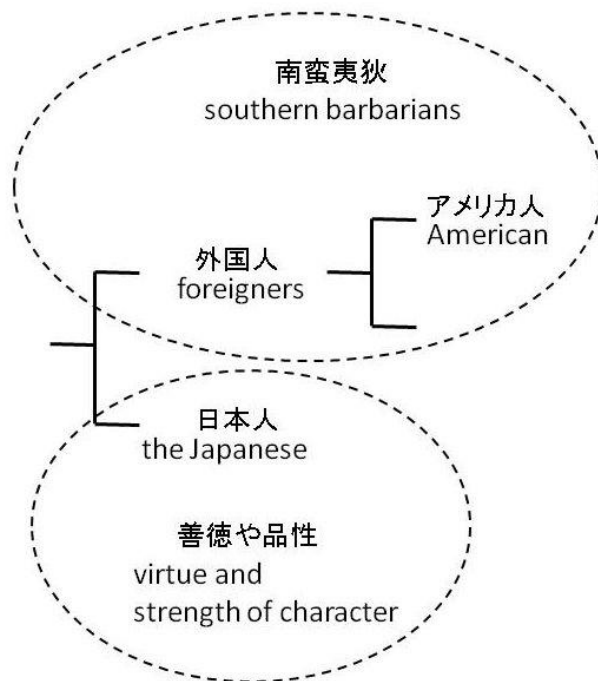 南蛮夷狄
southern barbarians
アメリカ人
American
外国人
foreigners
日本人
the Japanese
善徳や品性
virtue and
strength of character